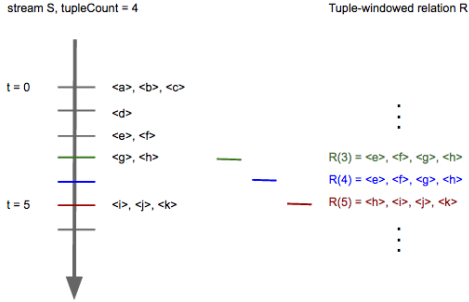 stream S, tupleCount = 4
Tuple-windowed relation R
t = 0
<a>, <b>, <c>
<d>
<e>, <f>
<g>, <h>
R(3) = <e>, <f>, <g>, <h>
R(4) = <e>, <f>, <g>, <h>
t = 5
<i>, <j>, <k>
R(5) = <h>, <i>, <j>, <k>